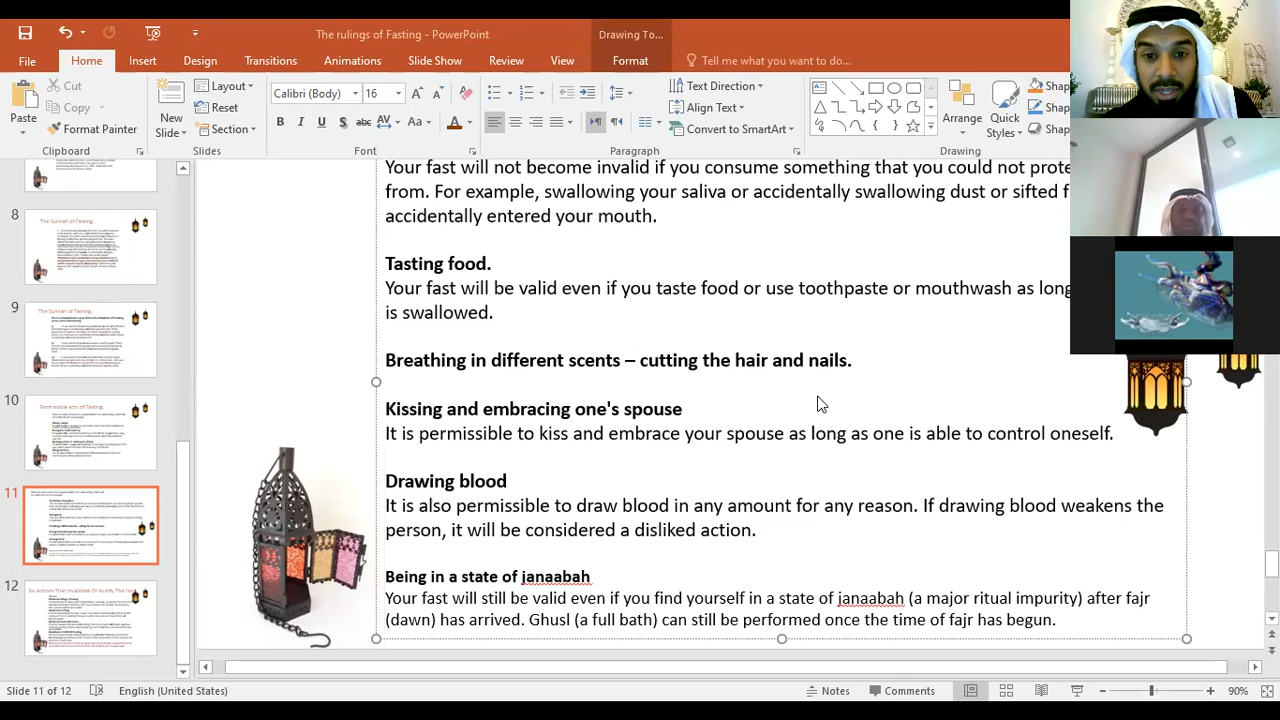 The rulings of Fasting - PowerPoint
Drawing To...
File
Home
Insert
Design
Transitions
Animations
Slide Show
Review
View
Format
Tell me what you want to do...
Paste
Cut
Copy
Format Painter
Clipboard
New
Slide
Layout
Reset
Section
Slides
Calibri (Body)
16
Font
Text Direction
Align Text
Convert to SmartArt
Paragraph
Arrange
Quick
Styles
Drawing
8
The Sunnah of Fasting.
9
The Sunnah of Fasting.
10
Permissible acts of Fasting.
11
12
Six Actions That Invalidate Or Nullify The
Your fast will not become invalid if you consume something that you could not
from. For example, swallowing your saliva or accidentally swallowing dust or sifted
accidentally entered your mouth.
Tasting food.
Your fast will be valid even if you taste food or use toothpaste or mouthwash as long
is swallowed.
Breathing in different scents – cutting the hair and nails.
Kissing and embracing one's spouse
It is permissible to kiss and embrace your spouse as long as one is able to control oneself.
Drawing blood
It is also permissible to draw blood in any amount for any reason. If drawing blood weakens the
person, it will be considered a disliked action.
Being in a state of janaabah
Your fast will still be valid even if you find yourself in a state of janaabah (a major ritual impurity) after fajr
(dawn) has arrived. Ghusl (a full bath) can still be performed once the time of fajr has begun.
Slide 11 of 12
English (United States)
Notes
Comments
90%